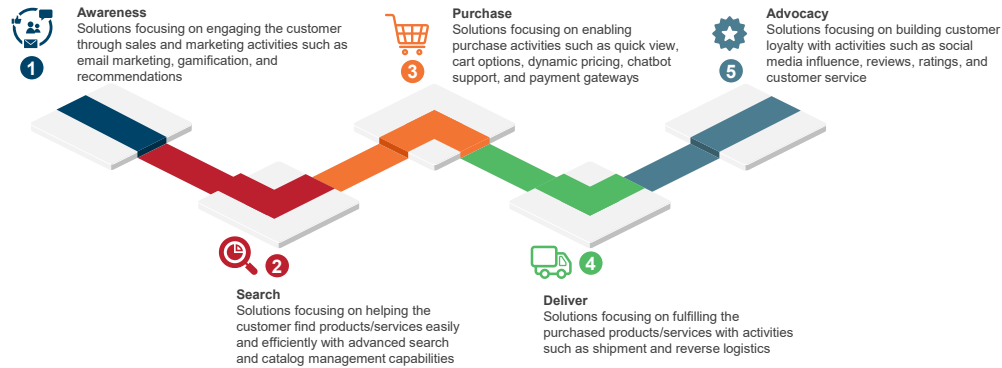 Awareness
Solutions focusing on engaging the customer
through sales and marketing activities such as
email marketing, gamification, and
recommendations
1
2
Search
Solutions focusing on helping the
customer find products/services easily
and efficiently with advanced search
and catalog management capabilities
Purchase
Solutions focusing on enabling
purchase activities such as quick view,
cart options, dynamic pricing, chatbot
support, and payment gateways
3
4
Deliver
Solutions focusing on fulfilling the
purchased products/services with activities
such as shipment and reverse logistics
Advocacy
Solutions focusing on building customer
loyalty with activities such as social
media influence, reviews, ratings, and
customer service
5